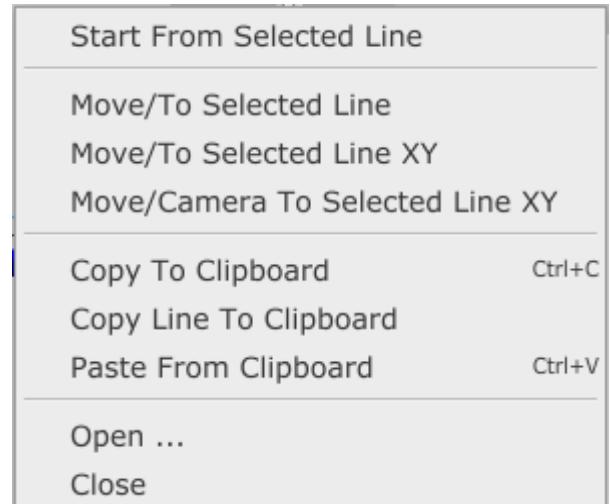 Start From Selected Line
Move/To Selected Line
Move/To Selected Line XY
Move/Camera To Selected Line XY
Copy To Clipboard Ctrl+C
Copy Line To Clipboard
Paste From Clipboard Ctrl+V
Open ...
Close